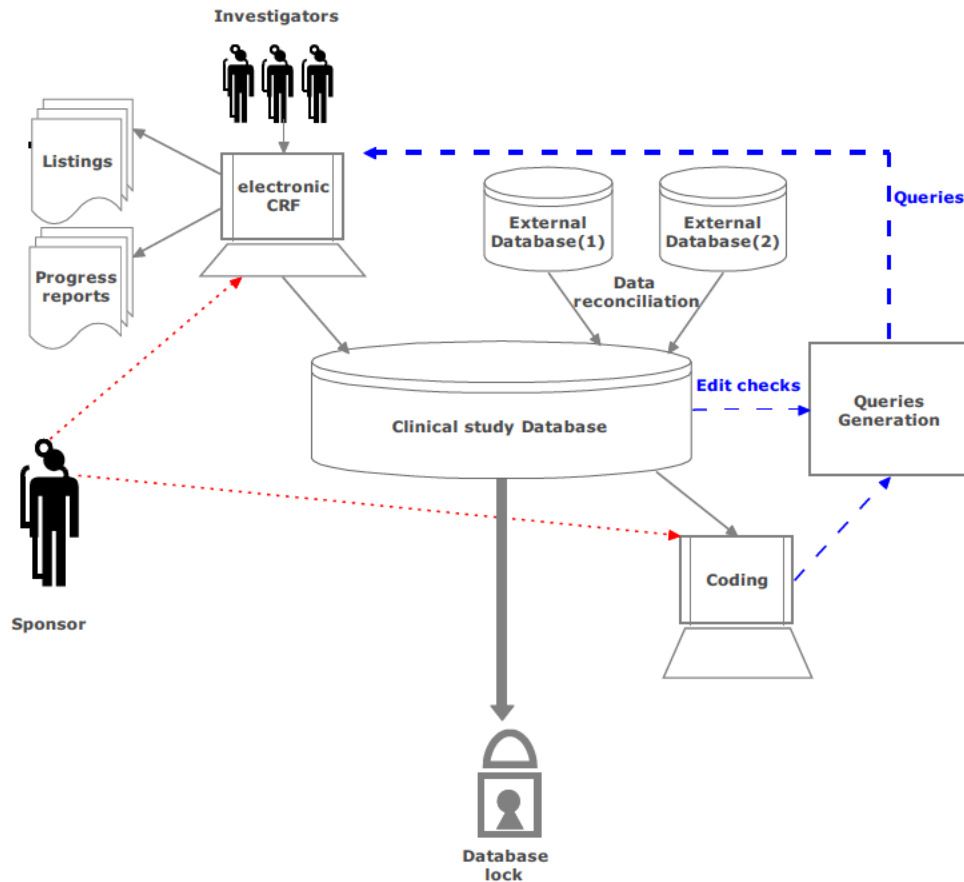 Investigators
Listings
electronic
CRF
Queries
External
Database(1)
External
Database(2)
Progress
reports
Data
reconciliation
Edit checks
Queries
Generation
Clinical study Database
Coding
Sponsor
Database
lock